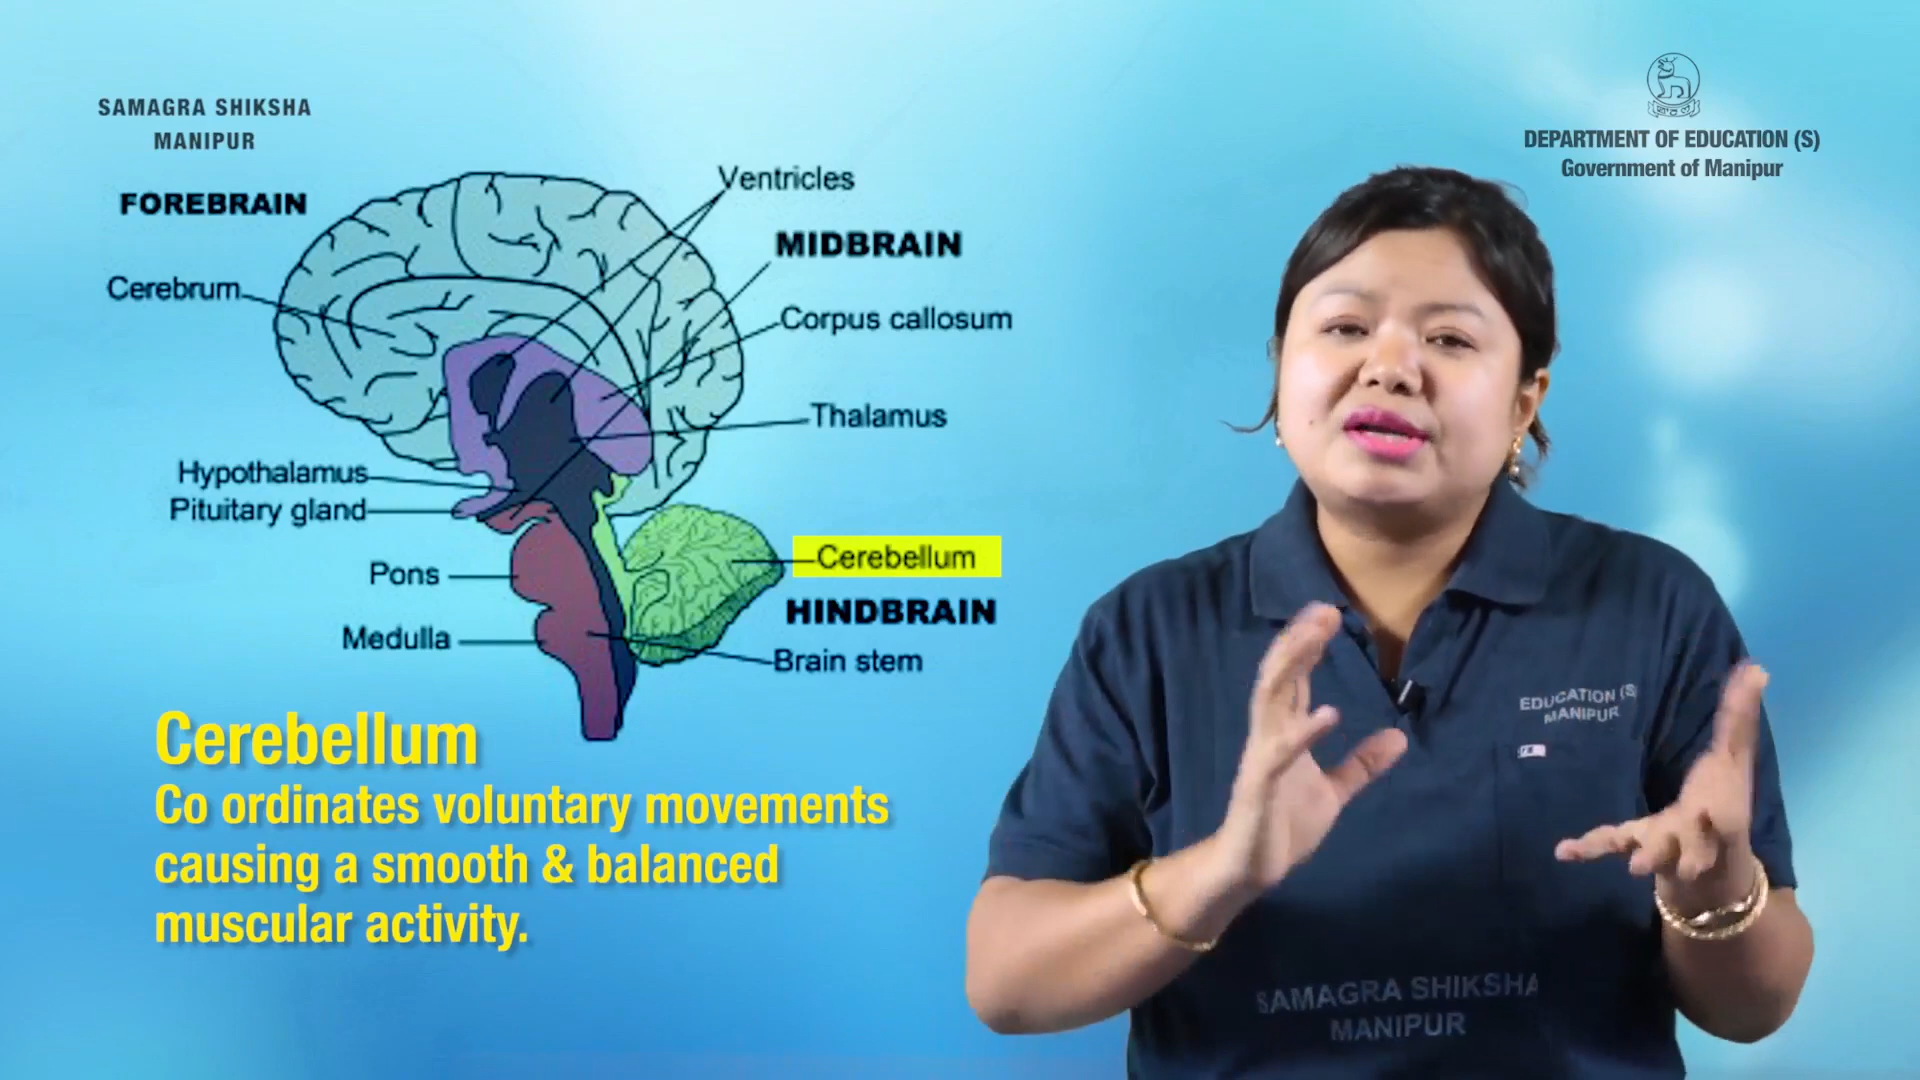 SAMAGRA SHIKSHA
MANIPUR
DEPARTMENT OF EDUCATION (S)
Government of Manipur
FOREBRAIN
Ventricles
MIDBRAIN
Cerebrum
Corpus callosum
Thalamus
Hypothalamus
Pituitary gland
Cerebellum
Pons
HINDBRAIN
Medulla
Brain stem
Cerebellum
Co ordinates voluntary movements
causing a smooth & balanced
muscular activity.
EDUCATION (S
MANIPUR
SAMAGRA SHIKSHA
MANIPUR